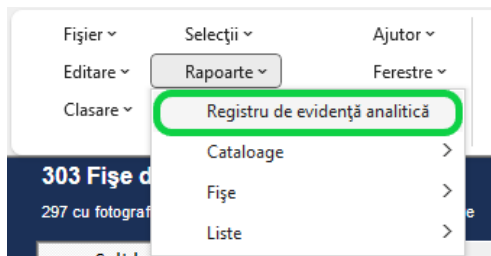 Fişier Selecţii Ajutor
Editare Rapoarte Ferestre
Clasare Registru de evidenţă analitică
Cataloage
303 Fişe d
Fişe
297 cu fotograf e
Liste